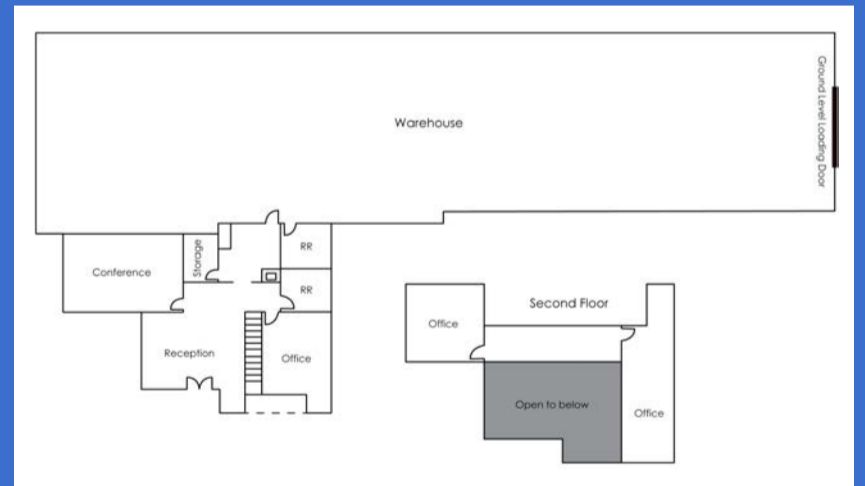 Warehouse
Ground Level Loading Door
RR
Storage
Conference
RR
Second Floor
Office
Reception
Office
Open to below
Office